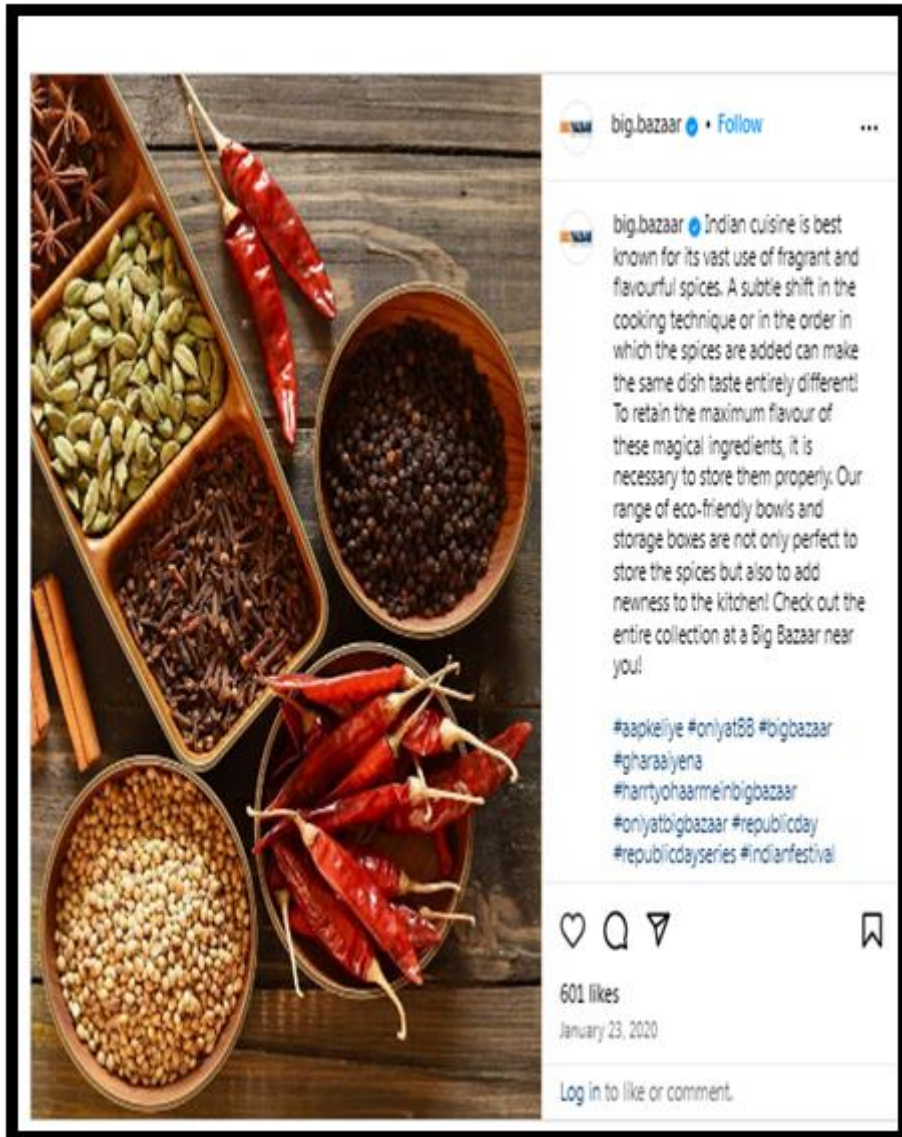 big.bazaar • Follow
big.bazaar Indian cuisine is best
known for its vast use of fragrant and
flavourful spices. A subtle shift in the
cooking technique or in the order in
which the spices are added can make
the same dish taste entirely different!
To retain the maximum flavour of
these magical ingredients, it is
necessary to store them properly. Our
range of eco-friendly bowls and
storage boxes are not only perfect to
store the spices but also to add
newness to the kitchen! Check out the
entire collection at a Big Bazaar near
you!
#aapkeliye #onlyatBB #bigbazaar
#gharaaiyena
#harrtyohaarmeinbigbazaar
#onlyatbigbazaar #republicday
#republicdayseries #indianfestival
601 likes
January 23, 2020
Log in to like or comment.